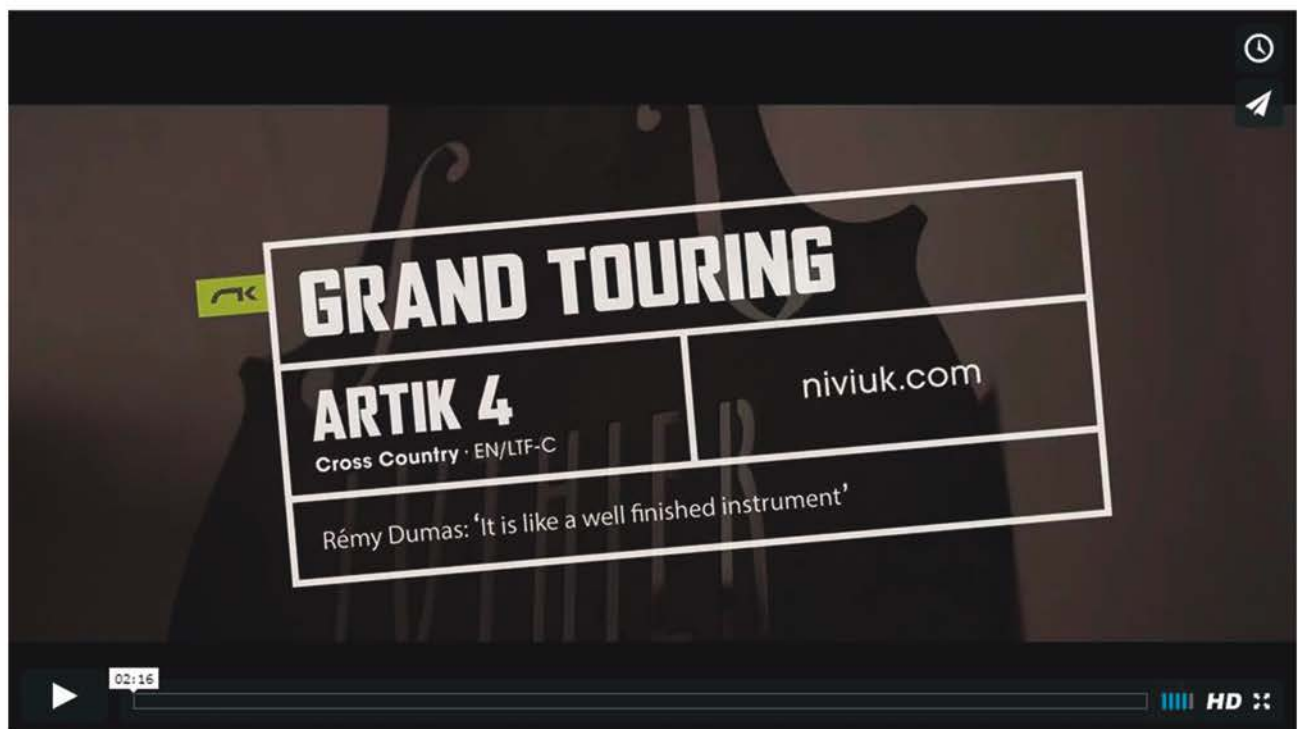 GRAND TOURING
ARTIK 4
Cross Country · EN/LTF-C
niviuk.com
Rémy Dumas: ‘It is like a well finished instrument’
02:16
HD